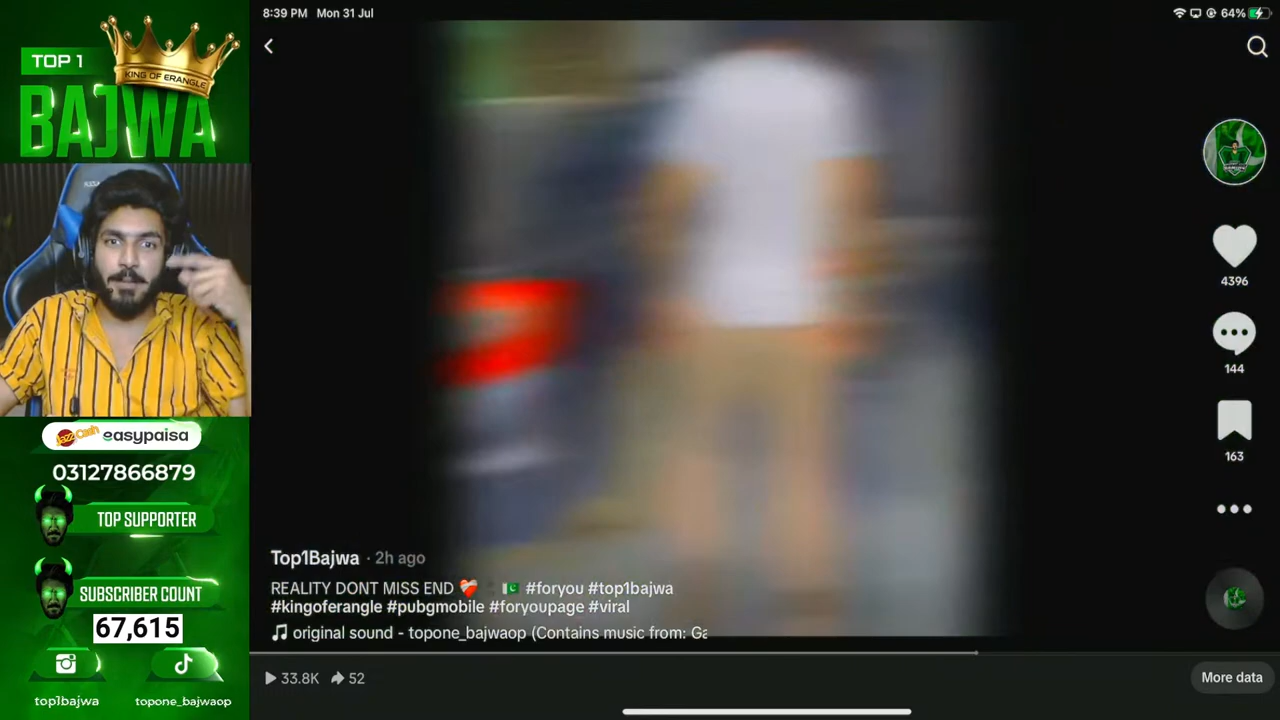 TOP 1
KING OF ERANGLE
BAJWA
JazzCash easypaisa
03127866879
TOP SUPPORTER
SUBSCRIBER COUNT
67,615
top1bajwa topone_bajwaop
8:39 PM Mon 31 Jul
64%
4396
144
163
Top1Bajwa · 2h ago
REALITY DONT MISS END ❤️‍🩹 🇵🇰 #foryou #top1bajwa
#kingoferangle #pubgmobile #foryoupage #viral
original sound - topone_bajwaop (Contains music from: Ga
33.8K 52
More data